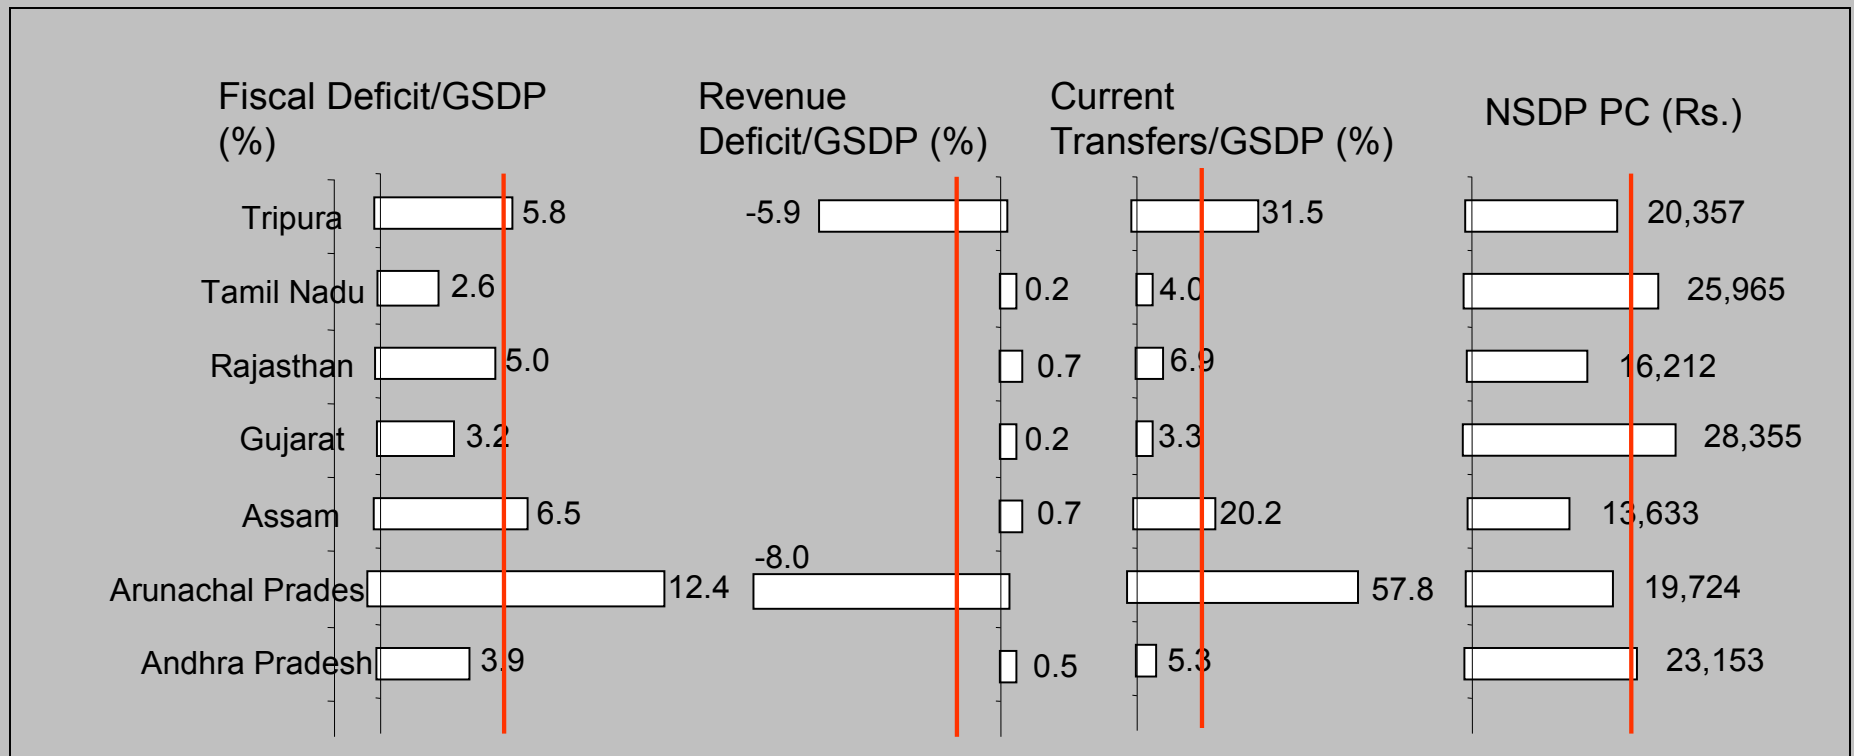 Fiscal Deficit/GSDP
(%)
Revenue
Deficit/GSDP (%)
Current
Transfers/GSDP (%)
NSDP PC (Rs.)
Tripura 5.8 -5.9 31.5 20,357
Tamil Nadu 2.6 0.2 4.0 25,965
Rajasthan 5.0 0.7 6.9 16,212
Gujarat 3.2 0.2 3.3 28,355
Assam 6.5 0.7 20.2 13,633
Arunachal Prades 12.4 -8.0 57.8 19,724
Andhra Pradesh 3.9 0.5 5.3 23,153